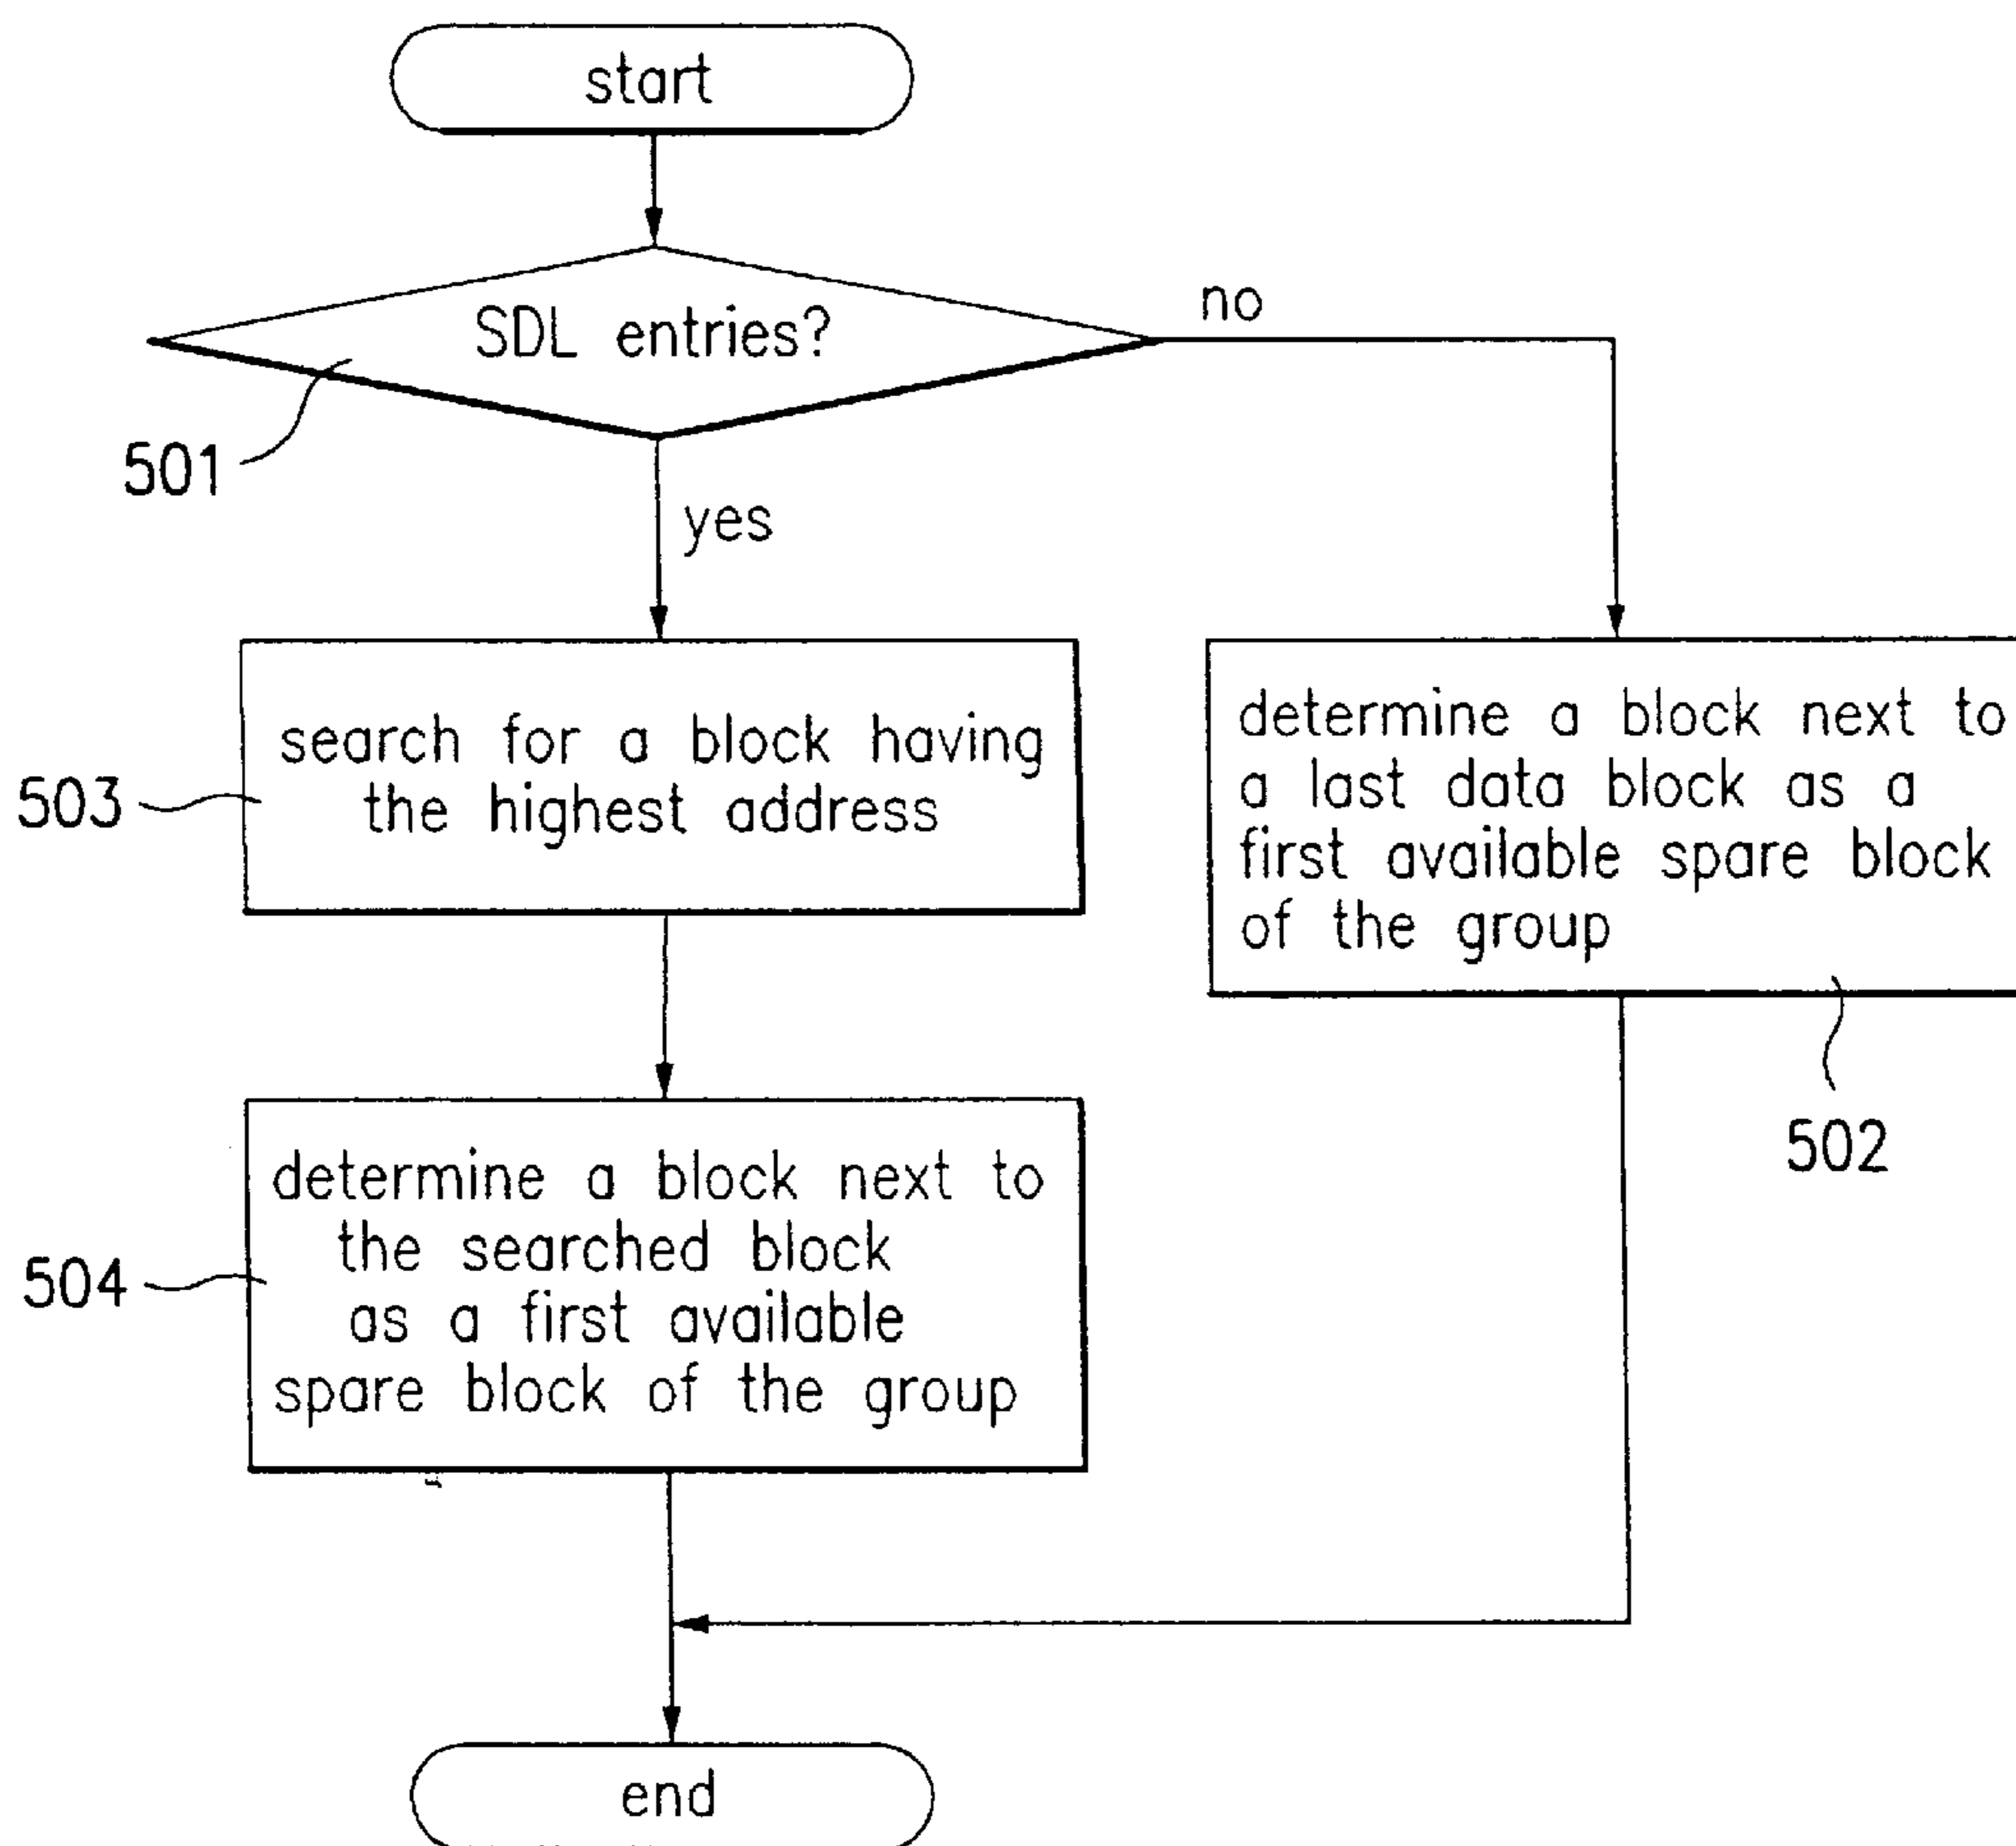 start
SDL entries?
no
501
yes
search for a block having
the highest address
503
determine a block next to
a last data block as a
first available spare block
of the group
502
determine a block next to
the searched block
as a first available
spare block of the group
504
end